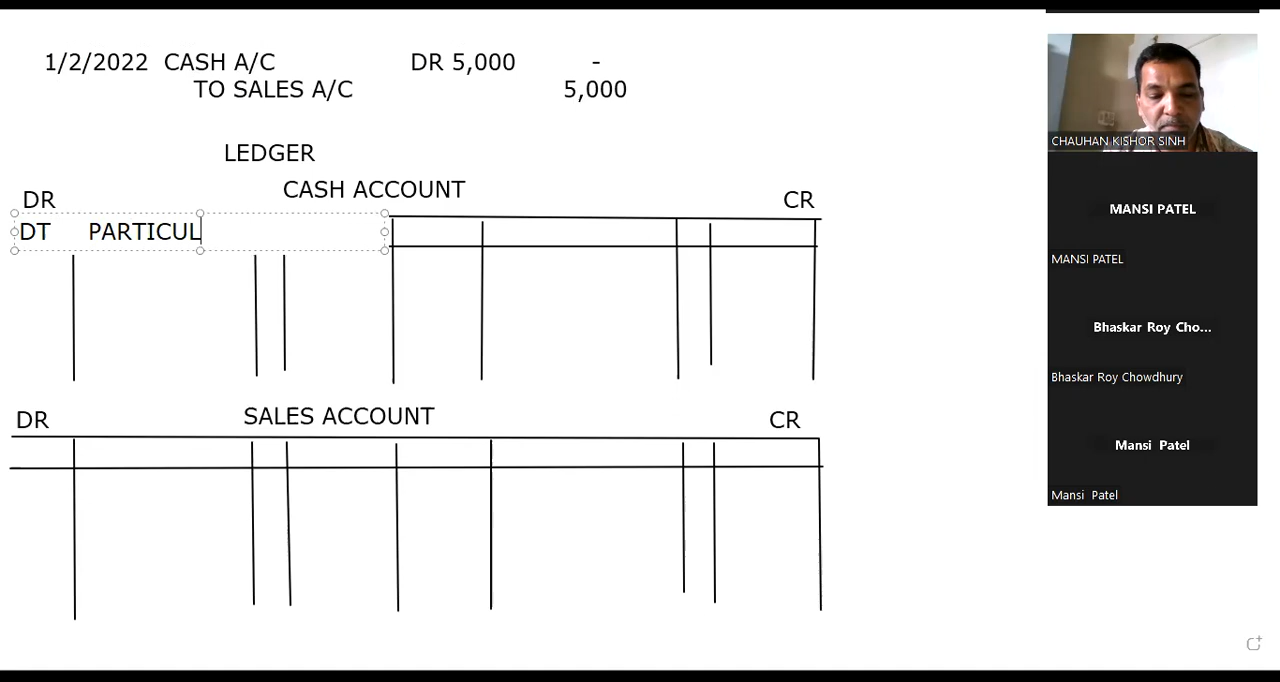 1/2/2022 CASH A/C DR 5,000 -
TO SALES A/C 5,000
LEDGER
CASH ACCOUNT
DR CR
DT PARTICUL
SALES ACCOUNT
DR CR
CHAUHAN KISHOR SINH
MANSI PATEL
MANSI PATEL
Bhaskar Roy Cho...
Bhaskar Roy Chowdhury
Mansi Patel
Mansi Patel